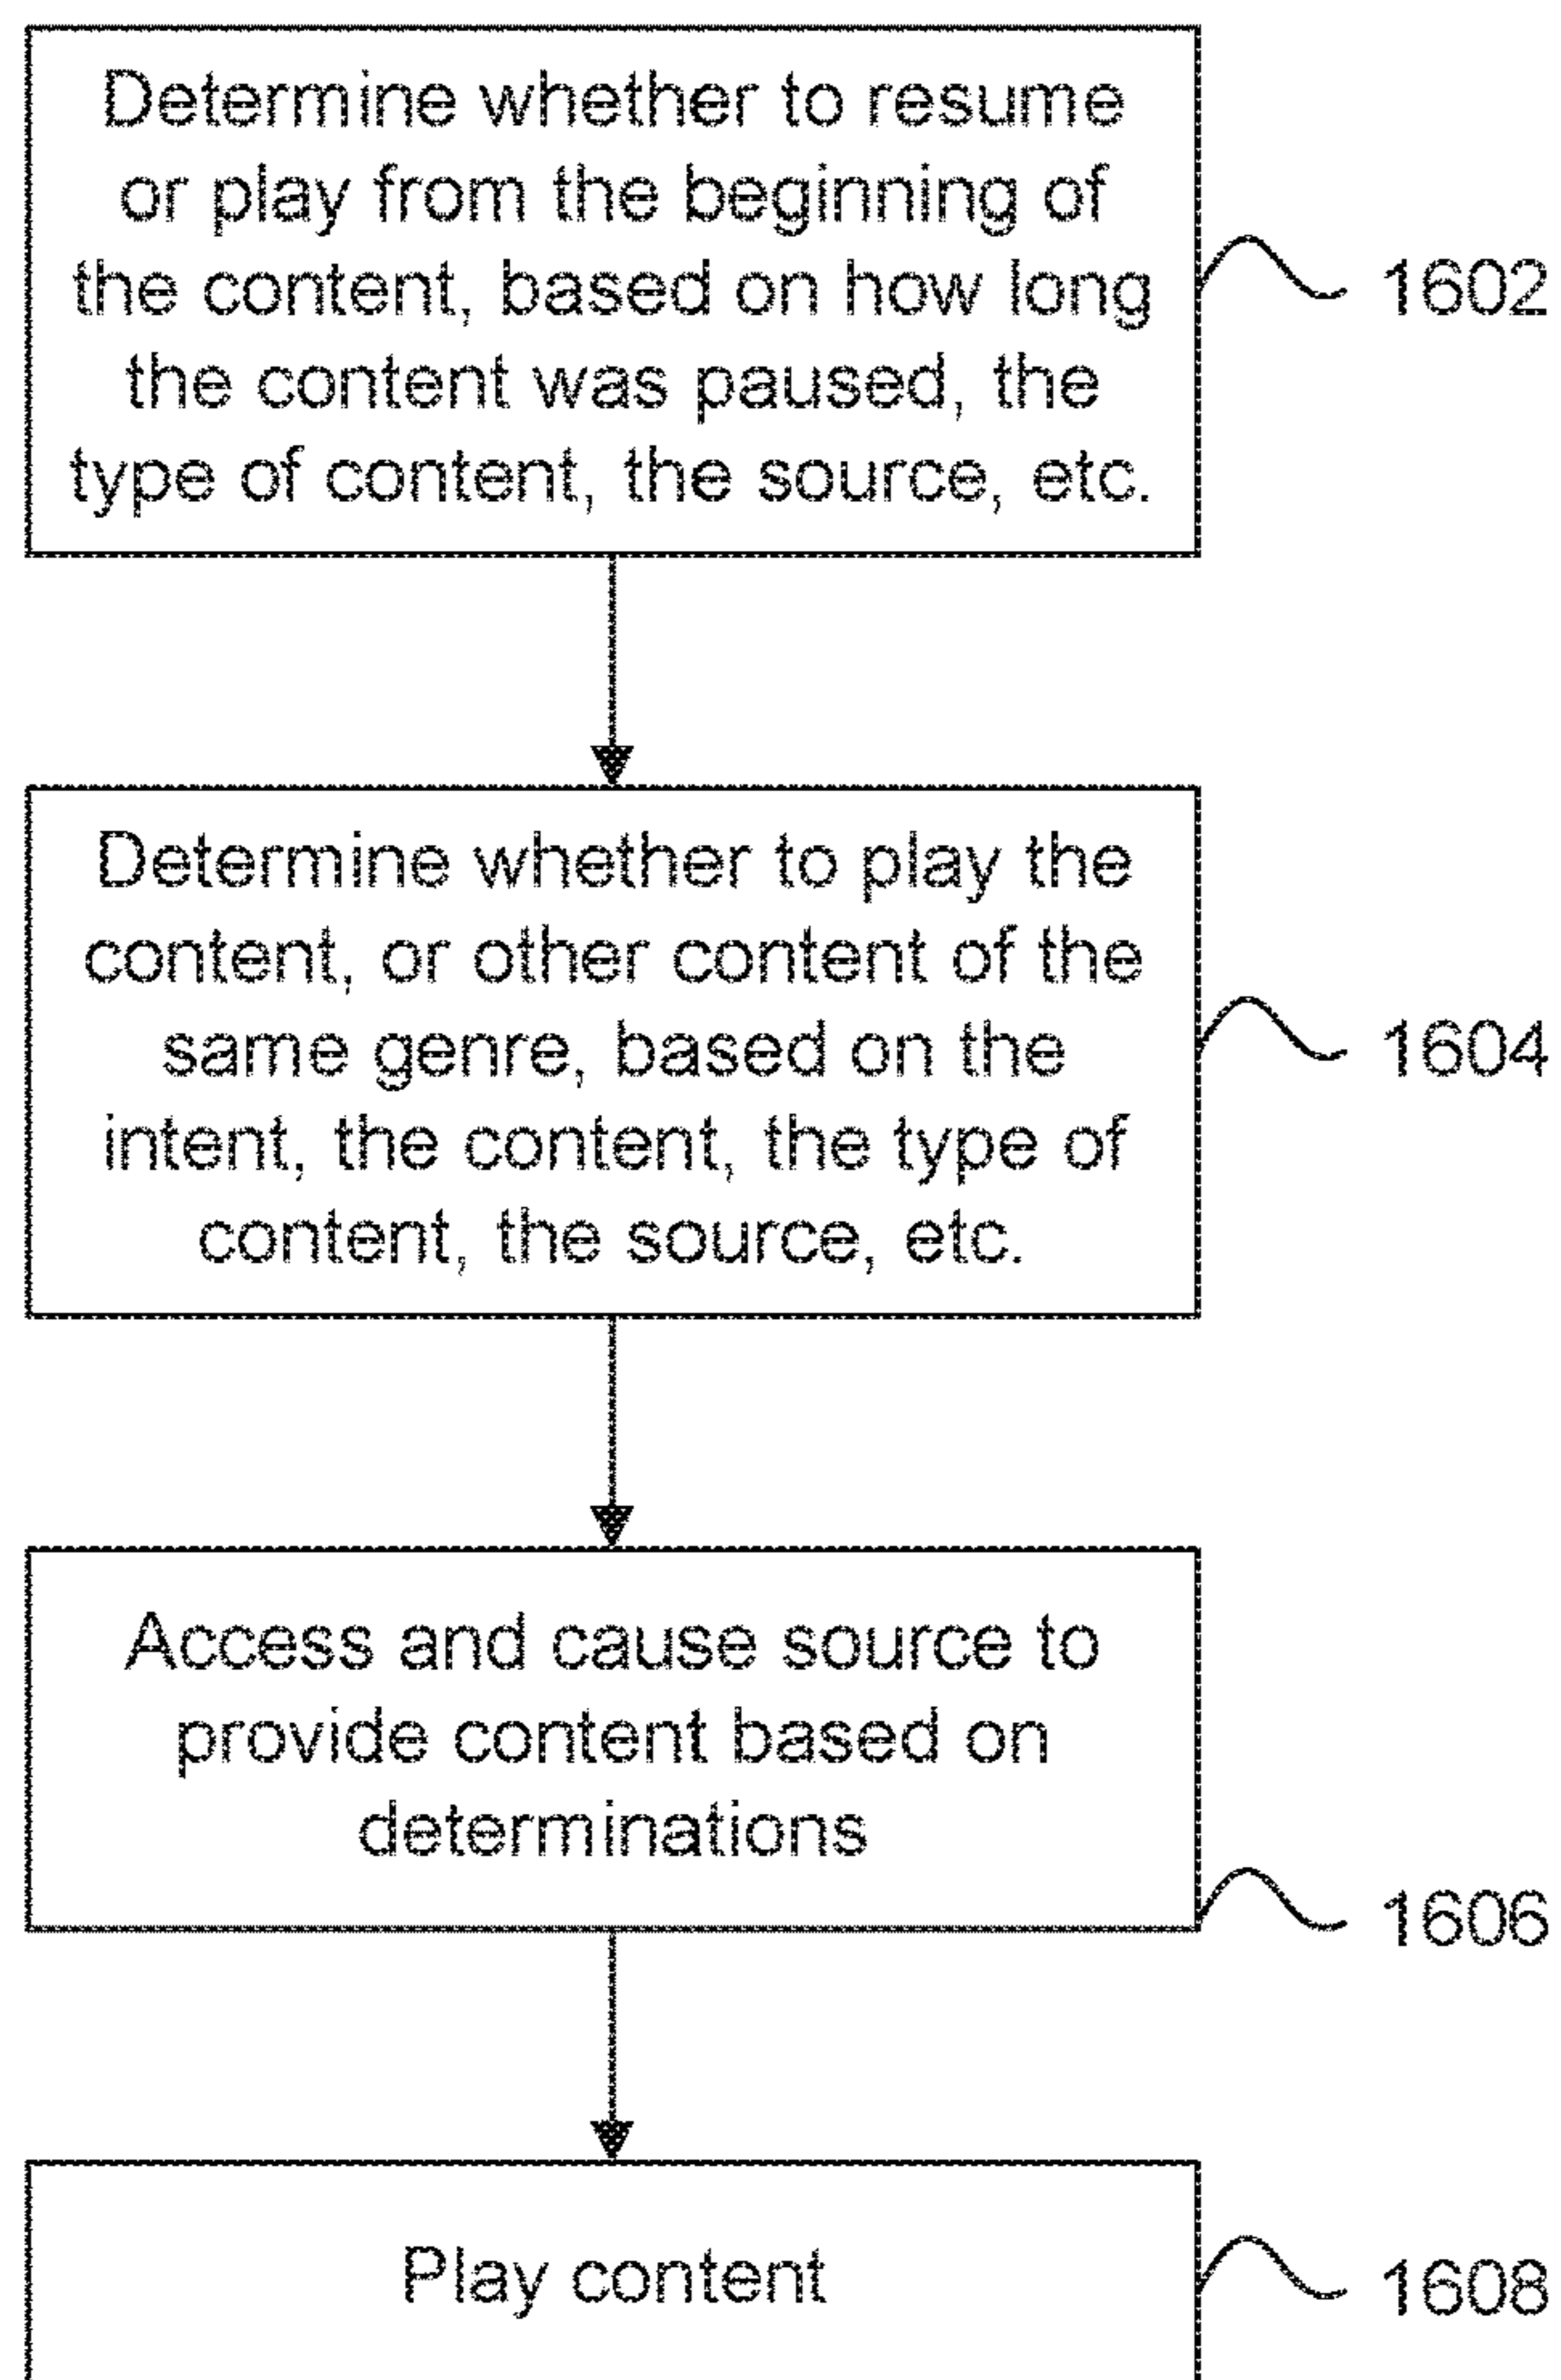 Determine whether to resume
or play from the beginning of
the content, based on how long
the content was paused, the
type of content, the source, etc.
1602
Determine whether to play the
content, or other content of the
same genre, based on the
intent, the content, the type of
content, the source, etc.
1604
Access and cause source to
provide content based on
determinations
1606
Play content
1608